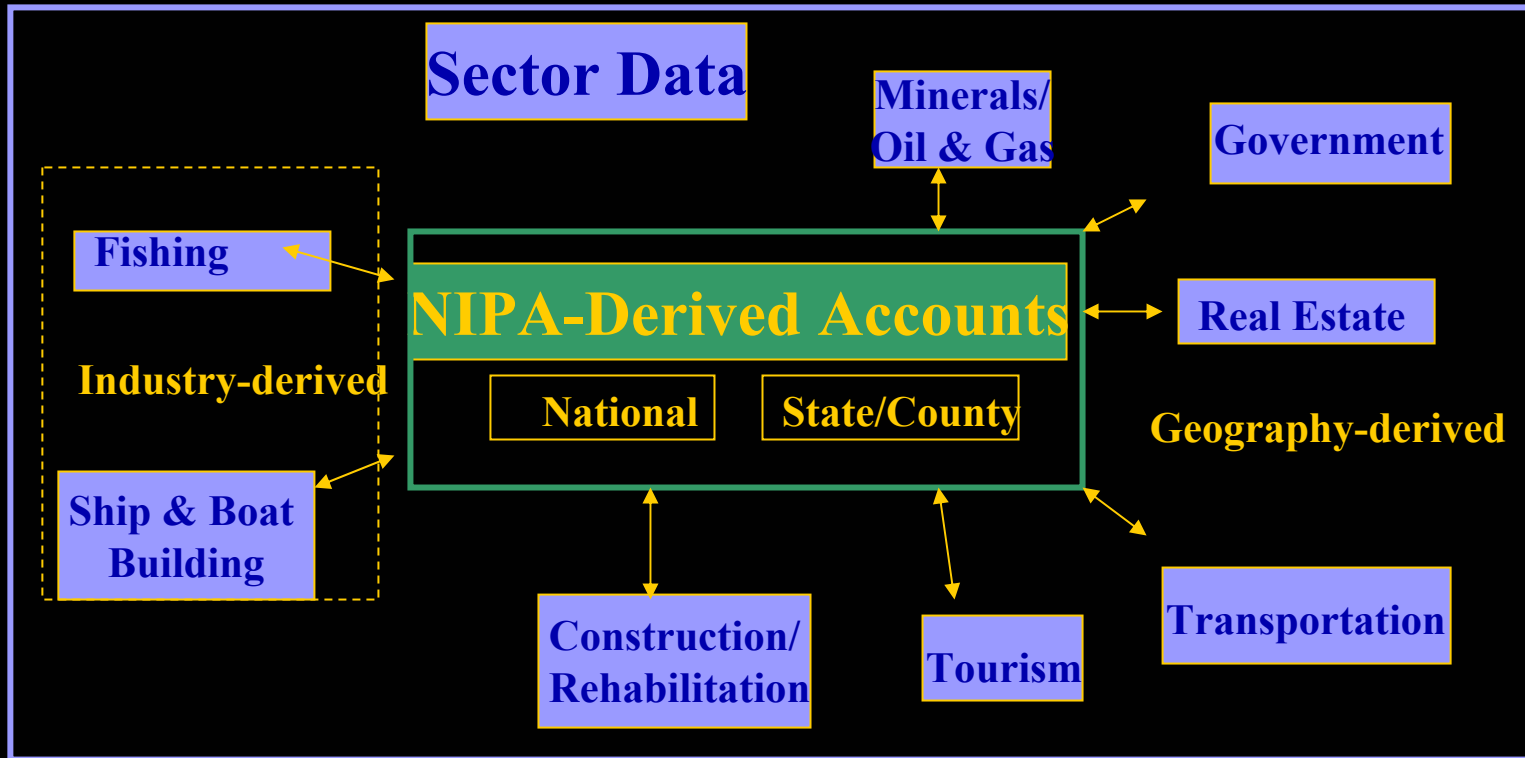 Sector Data
Minerals/
Oil & Gas
Government
Fishing
NIPA-Derived Accounts
Real Estate
Industry-derived
National
State/County
Geography-derived
Ship & Boat
Building
Construction/
Rehabilitation
Tourism
Transportation